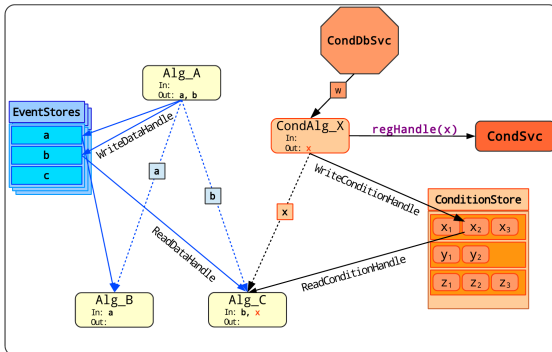 CondDbSvc
Alg_A
In:
Out: a, b
w
EventStores
a
b
c
WriteDataHandle
CondAlg_X
In:
Out: x
regHandle(x)
CondSvc
a
b
x
WriteConditionHandle
ConditionStore
x1 x2 x3
y1 y2
z1 z2 z3
ReadDataHandle
ReadConditionHandle
Alg_B
In: a
Out:
Alg_C
In: b, x
Out: